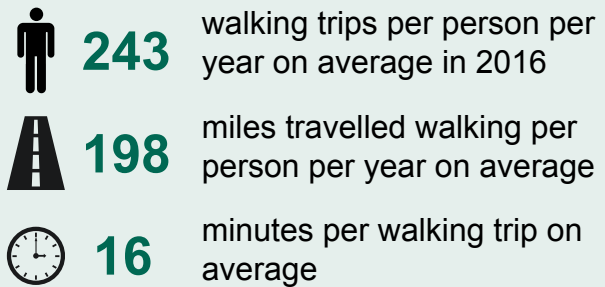 243
walking trips per person per
year on average in 2016
198
miles travelled walking per
person per year on average
16
minutes per walking trip on
average